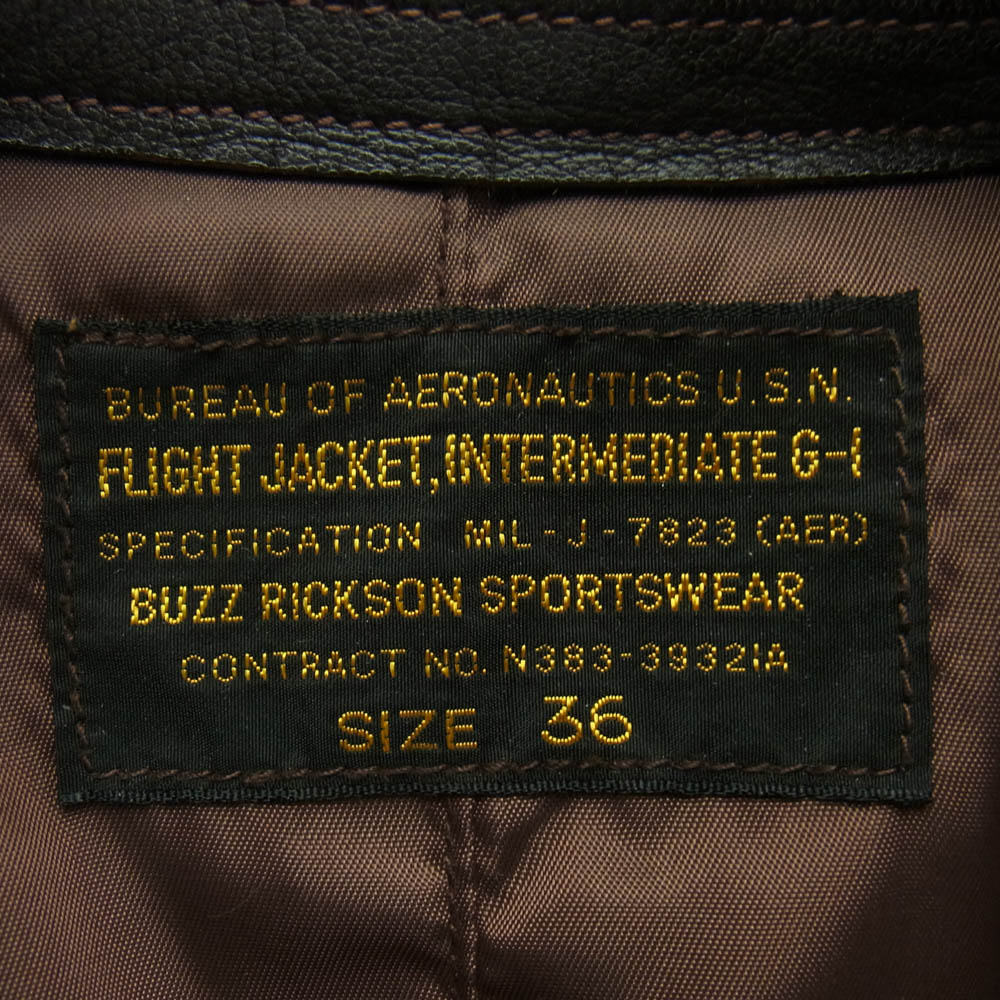 BUREAU OF AERONAUTICS U.S.N.
FLIGHT JACKET, INTERMEDIATE G-1
SPECIFICATION MIL-J-7823 (AER)
BUZZ RICKSON SPORTSWEAR
CONTRACT NO. N383-39321A
SIZE 36